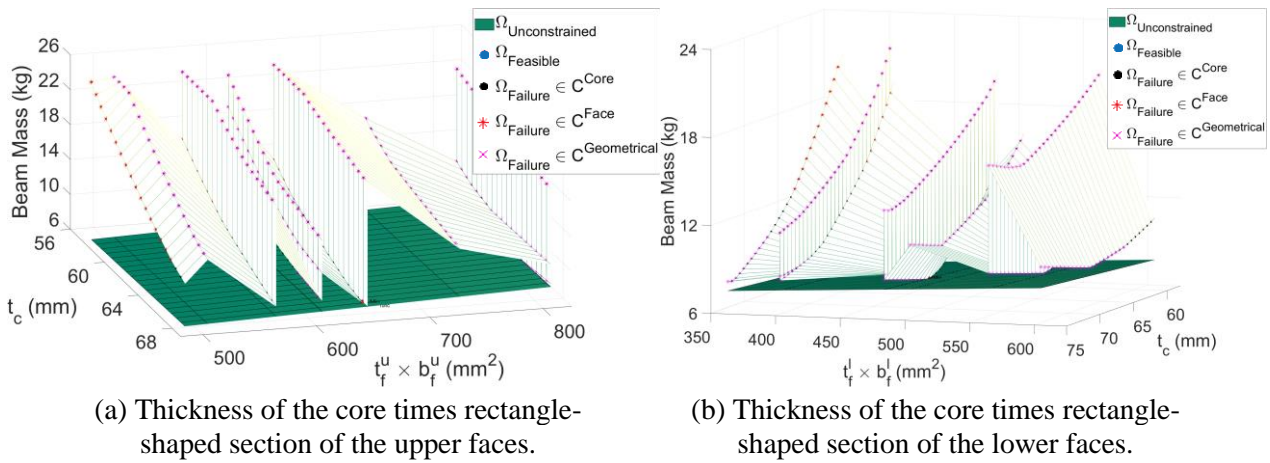 26
22
18
14
10
6
Beam Mass (kg)
56
60
64
68
t_c (mm)
500
600
700
800
t_f^u × b_f^u (mm²)
Ω_Unconstrained
Ω_Feasible
Ω_Failure ∈ C^Core
Ω_Failure ∈ C^Face
Ω_Failure ∈ C^Geometrical
(a) Thickness of the core times rectangle-
shaped section of the upper faces.
24
18
12
6
Beam Mass (kg)
350
400
450
500
550
600
t_f^l × b_f^l (mm²)
75
70
65
60
t_c (mm)
Ω_Unconstrained
Ω_Feasible
Ω_Failure ∈ C^Core
Ω_Failure ∈ C^Face
Ω_Failure ∈ C^Geometrical
(b) Thickness of the core times rectangle-
shaped section of the lower faces.